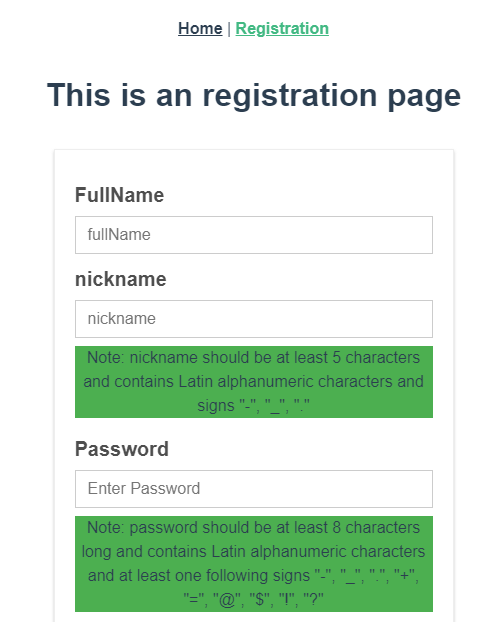 Home | Registration
This is an registration page
FullName
fullName
nickname
nickname
Note: nickname should be at least 5 characters
and contains Latin alphanumeric characters and
signs "-", "_", "."
Password
Enter Password
Note: password should be at least 8 characters
long and contains Latin alphanumeric characters
and at least one following signs "-", "_", ".", "+",
"=", "@", "$", "!", "?"